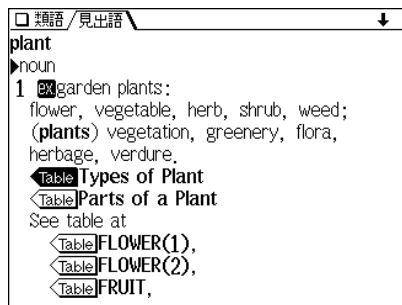 類語/見出語
plant
▶noun
1 ex garden plants:
flower, vegetable, herb, shrub, weed;
(plants) vegetation, greenery, flora,
herbage, verdure.
Table Types of Plant
Table Parts of a Plant
See table at
Table FLOWER(1),
Table FLOWER(2),
Table FRUIT,